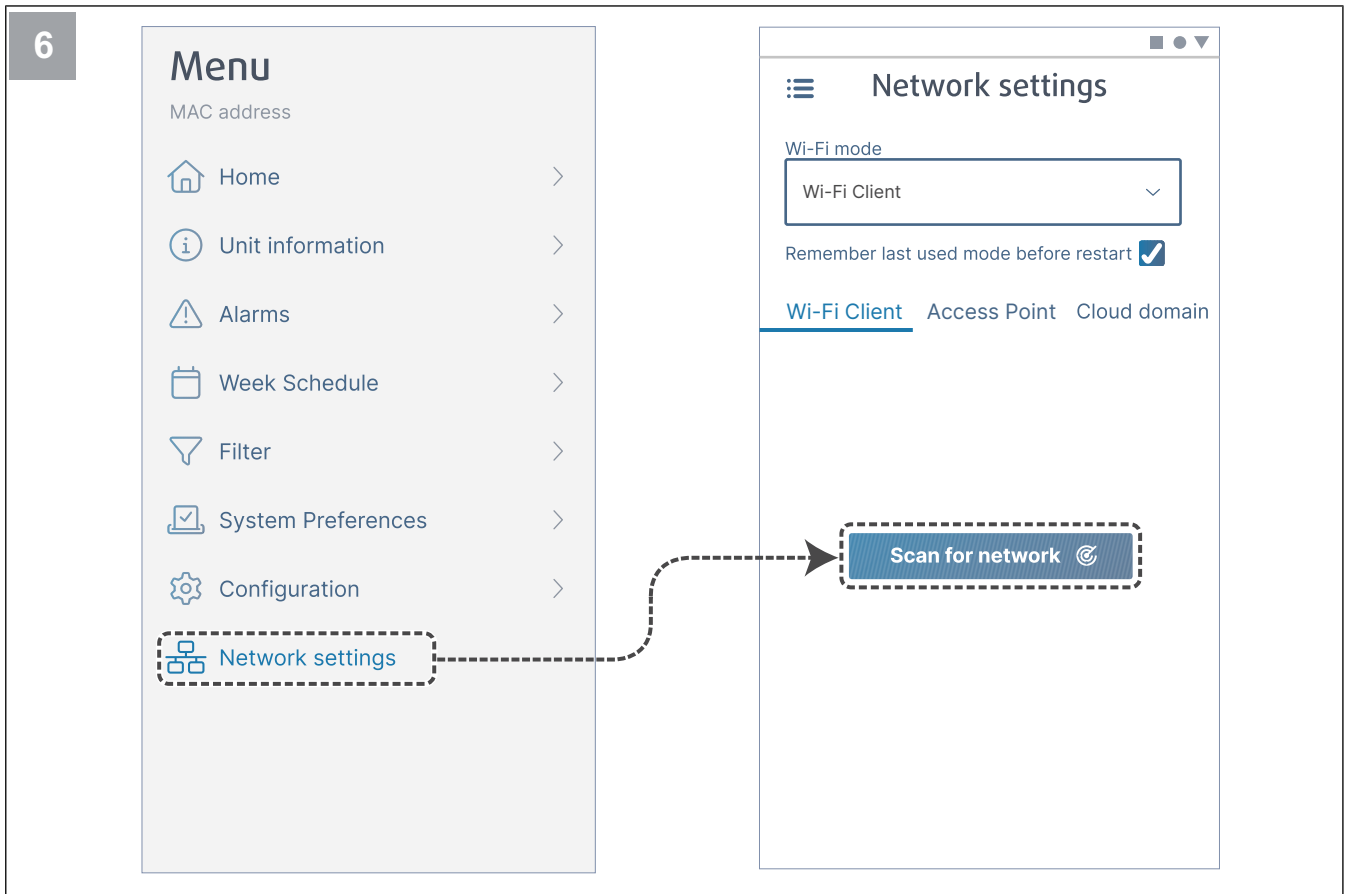 6
Menu
MAC address
Home
Unit information
Alarms
Week Schedule
Filter
System Preferences
Configuration
Network settings
Network settings
Wi-Fi mode
Wi-Fi Client
Remember last used mode before restart
Wi-Fi Client Access Point Cloud domain
Scan for network